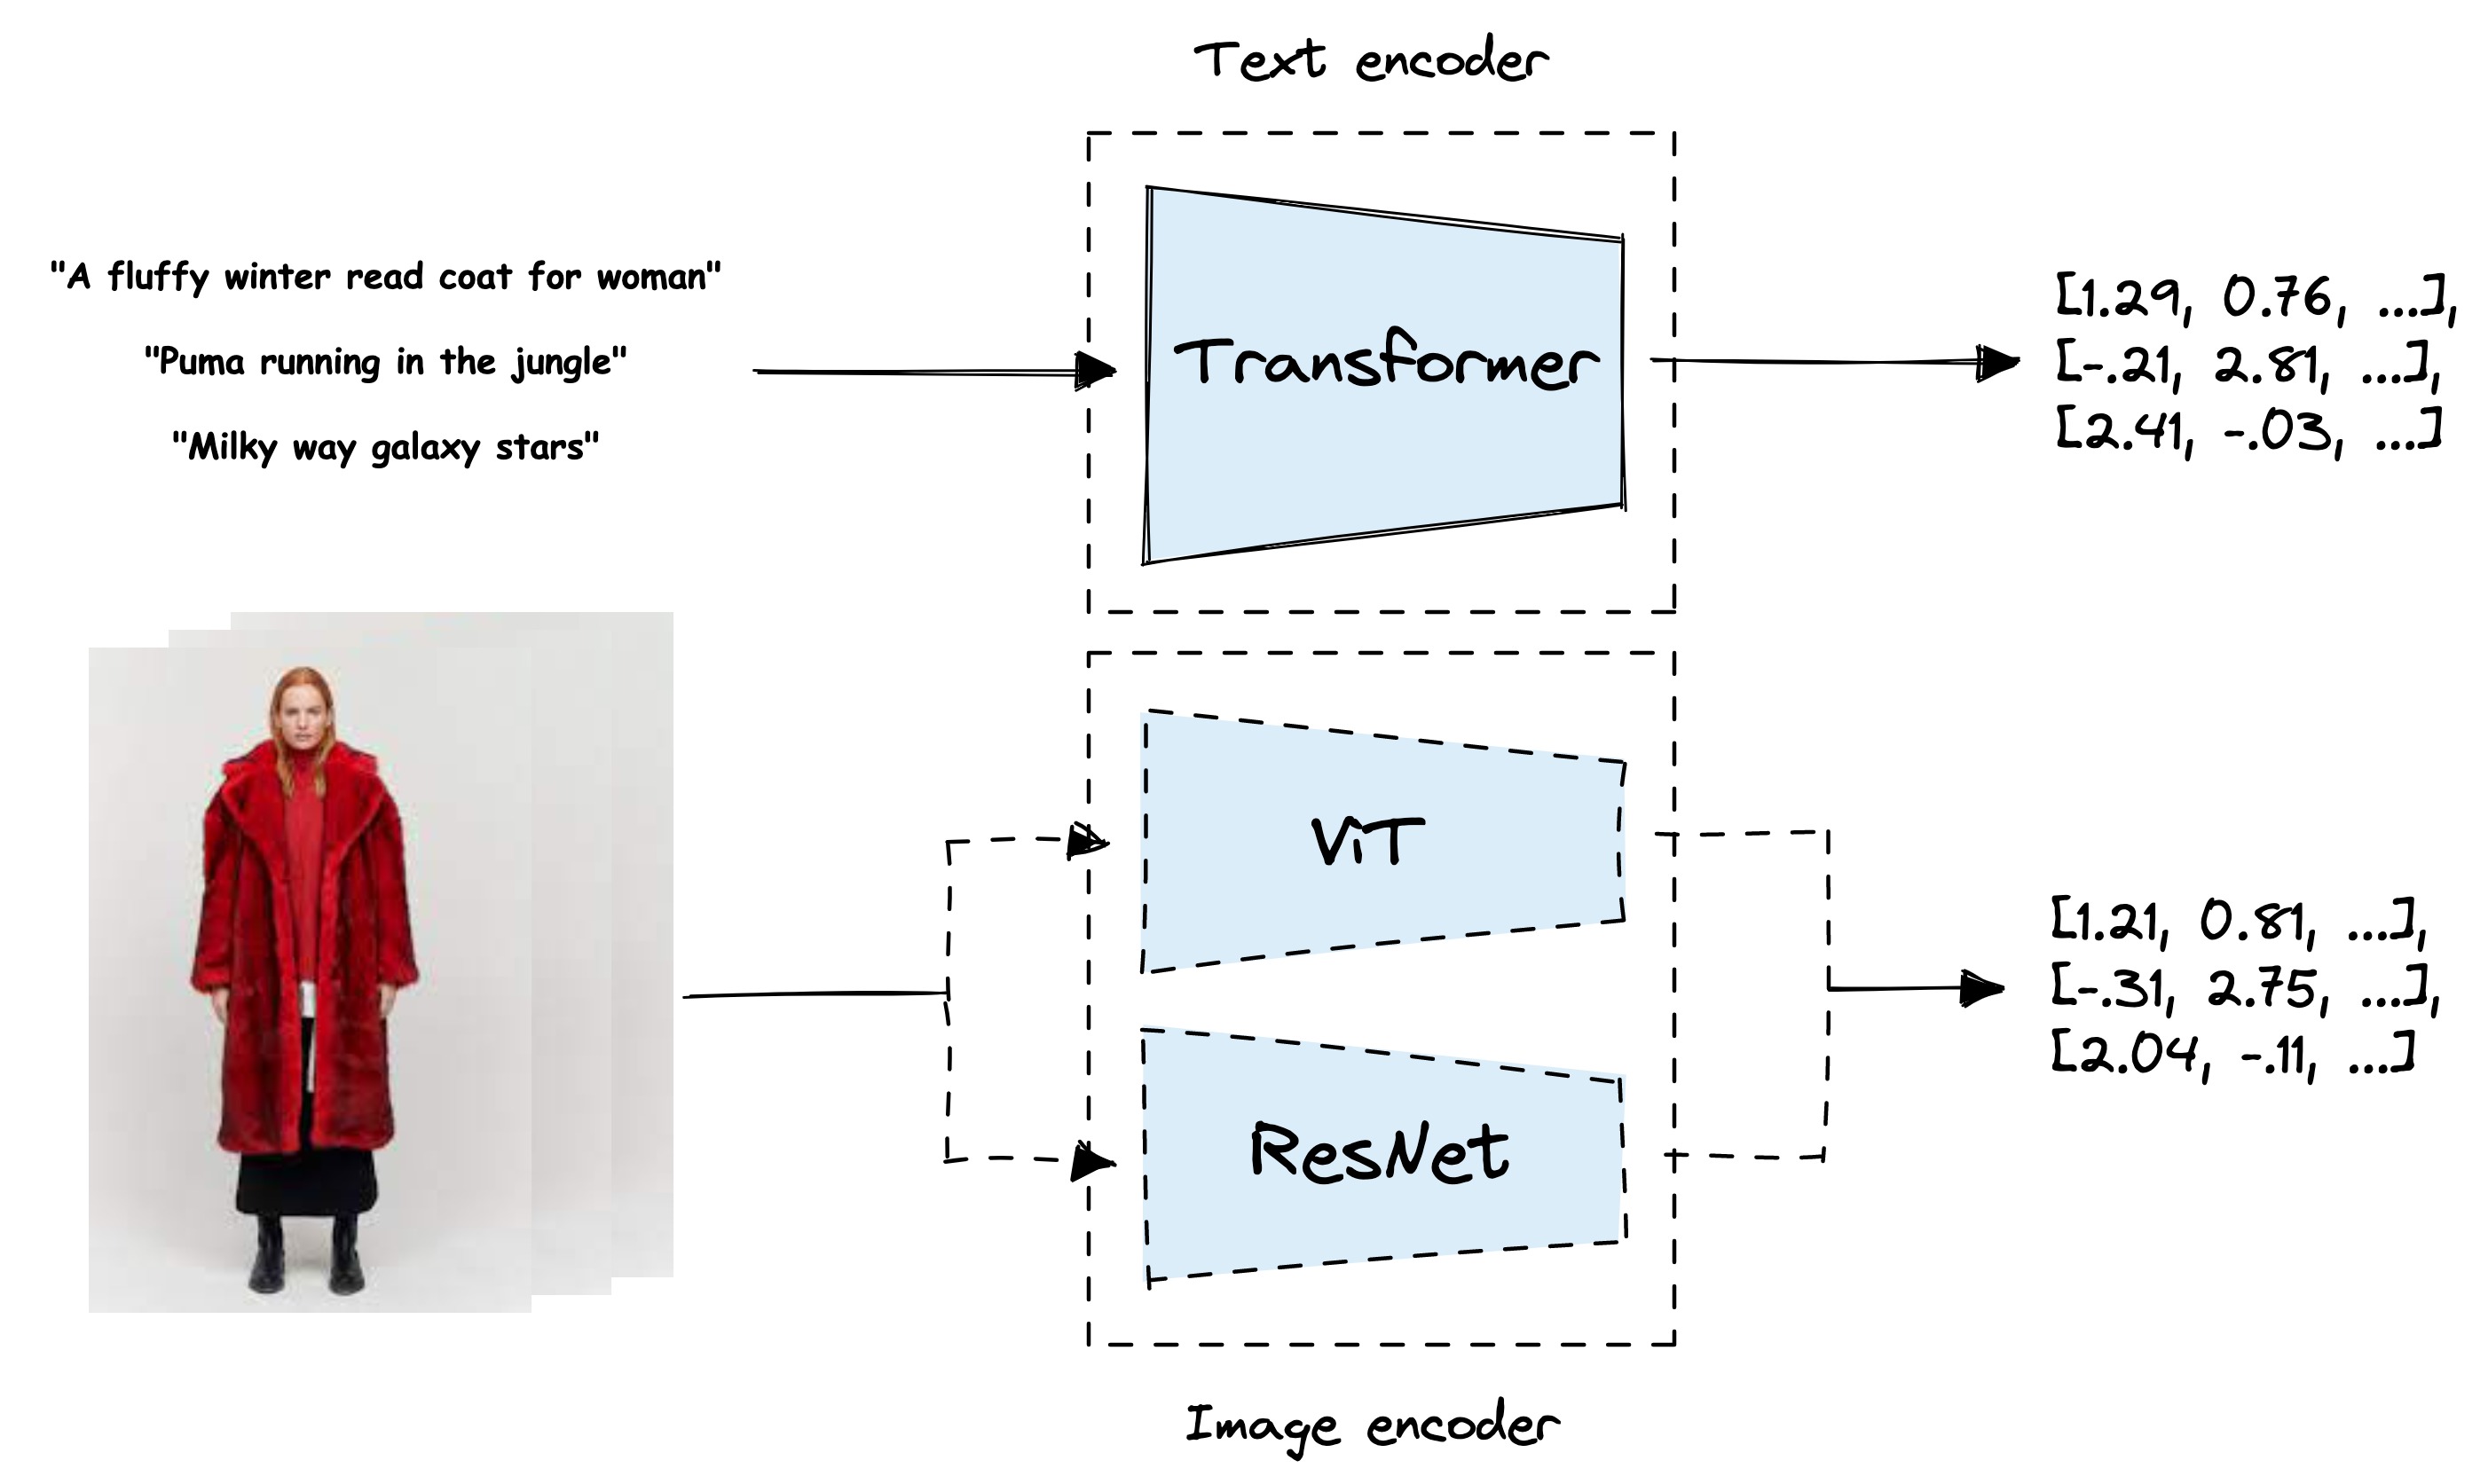 Text encoder
"A fluffy winter read coat for woman"
"Puma running in the jungle"
"Milky way galaxy stars"
Transformer
[1.29, 0.76, ...],
[-.21, 2.81, ...],
[2.41, -.03, ...]
ViT
ResNet
[1.21, 0.81, ...],
[-.31, 2.75, ...],
[2.04, -.11, ...]
Image encoder